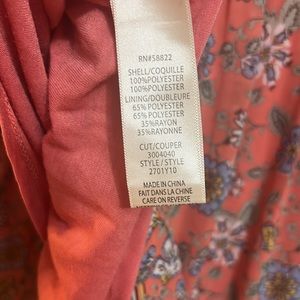 RN#58822
SHELL/COQUILLE
100%POLYESTER
100%POLYESTER
LINING/DOUBLEURE
65% POLYESTER
65% POLYESTER
35%RAYON
35%RAYONNE
CUT/COUPER
3004040
STYLE / STYLE
2701Y10
MADE IN CHINA
FAIT DANS LA CHINE
CARE ON REVERSE